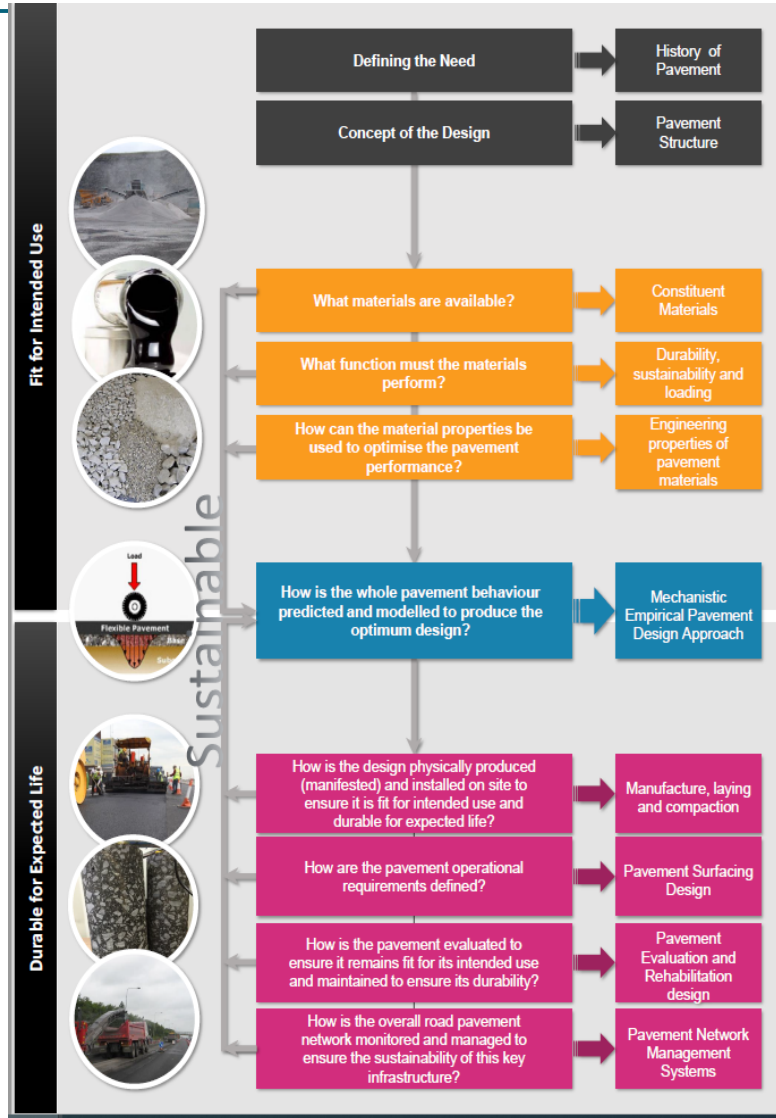 Defining the Need
History of
Pavement
Concept of the Design
Pavement
Structure
Fit for Intended Use
What materials are available?
Constituent
Materials
What function must the materials
perform?
Durability,
sustainability and
loading
How can the material properties be
used to optimise the pavement
performance?
Engineering
properties of
pavement
materials
Sustainable
Load
Flexible Pavement
Base
How is the whole pavement behaviour
predicted and modelled to produce the
optimum design?
Mechanistic
Empirical Pavement
Design Approach
Durable for Expected Life
How is the design physically produced
(manifested) and installed on site to
ensure it is fit for intended use and
durable for expected life?
Manufacture, laying
and compaction
How are the pavement operational
requirements defined?
Pavement Surfacing
Design
How is the pavement evaluated to
ensure it remains fit for its intended use
and maintained to ensure its durability?
Pavement
Evaluation and
Rehabilitation
design
How is the overall road pavement
network monitored and managed to
ensure the sustainability of this key
infrastructure?
Pavement Network
Management
Systems